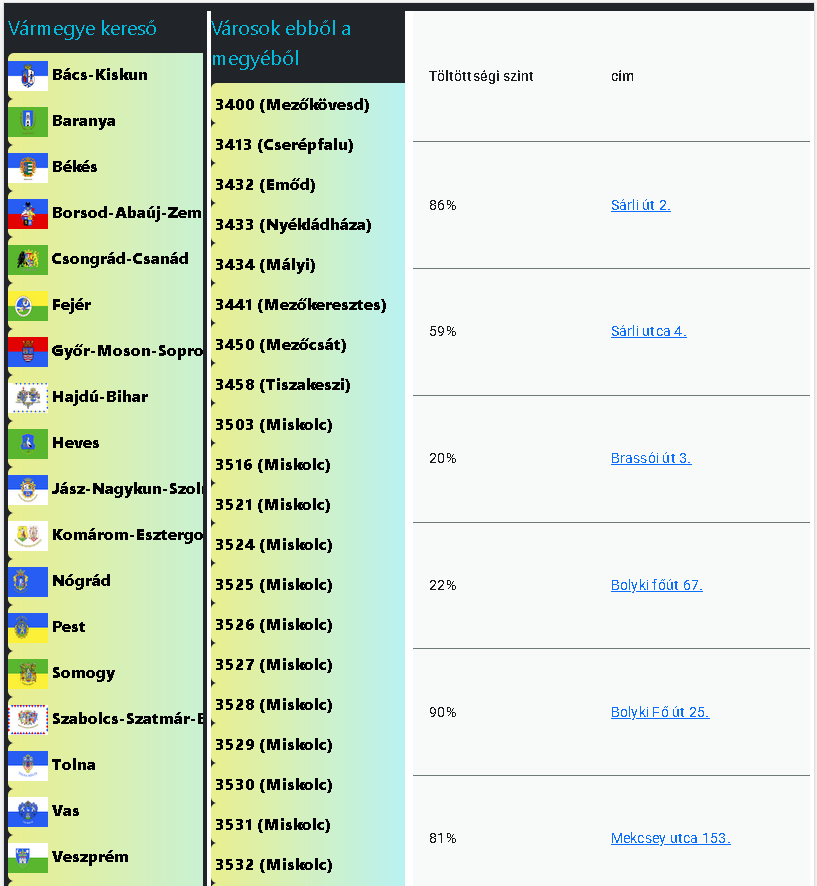 Vármegye kereső
Bács-Kiskun
Baranya
Békés
Borsod-Abaúj-Zem
Csongrád-Csanád
Fejér
Győr-Moson-Sopro
Hajdú-Bihar
Heves
Jász-Nagykun-Szol
Komárom-Esztergo
Nógrád
Pest
Somogy
Szabolcs-Szatmár-B
Tolna
Vas
Veszprém
Városok ebből a
megyéből
3400 (Mezőkövesd)
3413 (Cserépfalu)
3432 (Emőd)
3433 (Nyékládháza)
3434 (Mályi)
3441 (Mezőkeresztes)
3450 (Mezőcsát)
3458 (Tiszakeszi)
3503 (Miskolc)
3516 (Miskolc)
3521 (Miskolc)
3524 (Miskolc)
3525 (Miskolc)
3526 (Miskolc)
3527 (Miskolc)
3528 (Miskolc)
3529 (Miskolc)
3530 (Miskolc)
3531 (Miskolc)
3532 (Miskolc)
Töltöttségi szint cím
86% Sárli út 2.
59% Sárli utca 4.
20% Brassói út 3.
22% Bolyki főút 67.
90% Bolyki Fő út 25.
81% Mekcsey utca 153.